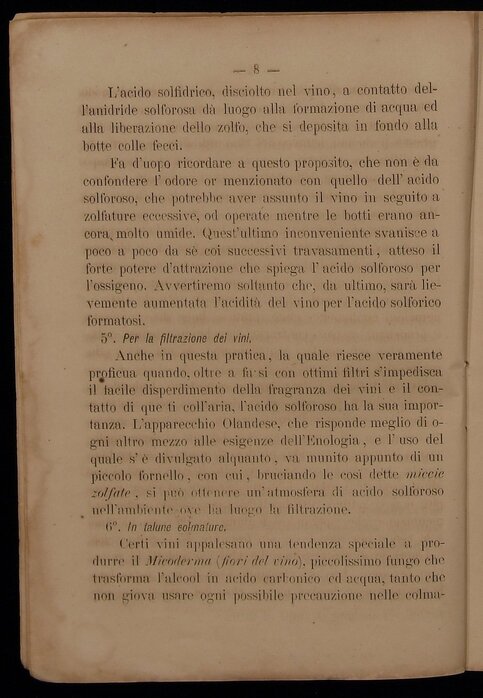 — 8 —
L'acido solfidrico, disciolto nel vino, a contatto del-
l'anidride solforosa dà luogo alla formazione di acqua ed
alla liberazione dello zolfo, che si deposita in fondo alla
botte colle fecci.
Fa d'uopo ricordare a questo proposito, che non è da
confondere l'odore or menzionato con quello dell'acido
solforoso, che potrebbe aver assunto il vino in seguito a
zolfature eccessive, od operate mentre le botti erano an-
cora molto umide. Quest'ultimo inconveniente svanisce a
poco a poco da sè coi successivi travasamenti, atteso il
forte potere d'attrazione che spiega l'acido solforoso per
l'ossigeno. Avvertiremo soltanto che, da ultimo, sarà lie-
vemente aumentata l'acidità del vino per l'acido solforico
formatosi.
5°. Per la filtrazione dei vini.
Anche in questa pratica, la quale riesce veramente
proficua quando, oltre a farsi con ottimi filtri s'impedisca
il facile disperdimento della fragranza dei vini e il con-
tatto di que ti coll'aria, l'acido solforoso ha la sua impor-
tanza. L'apparecchio Olandese, che risponde meglio di o-
gni altro mezzo alle esigenze dell'Enologia, e l'uso del
quale s'è divulgato alquanto, va munito appunto di un
piccolo fornello, con cui, bruciando le così dette miccie
zolfate, si può ottenere un'atmosfera di acido solforoso
nell'ambiente ove ha luogo la filtrazione.
6°. In talune colmature.
Certi vini appalesano una tendenza speciale a pro-
durre il Micoderma (fiori del vino), piccolissimo fungo che
trasforma l'alcool in acido carbonico ed acqua, tanto che
non giova usare ogni possibile precauzione nelle colma-